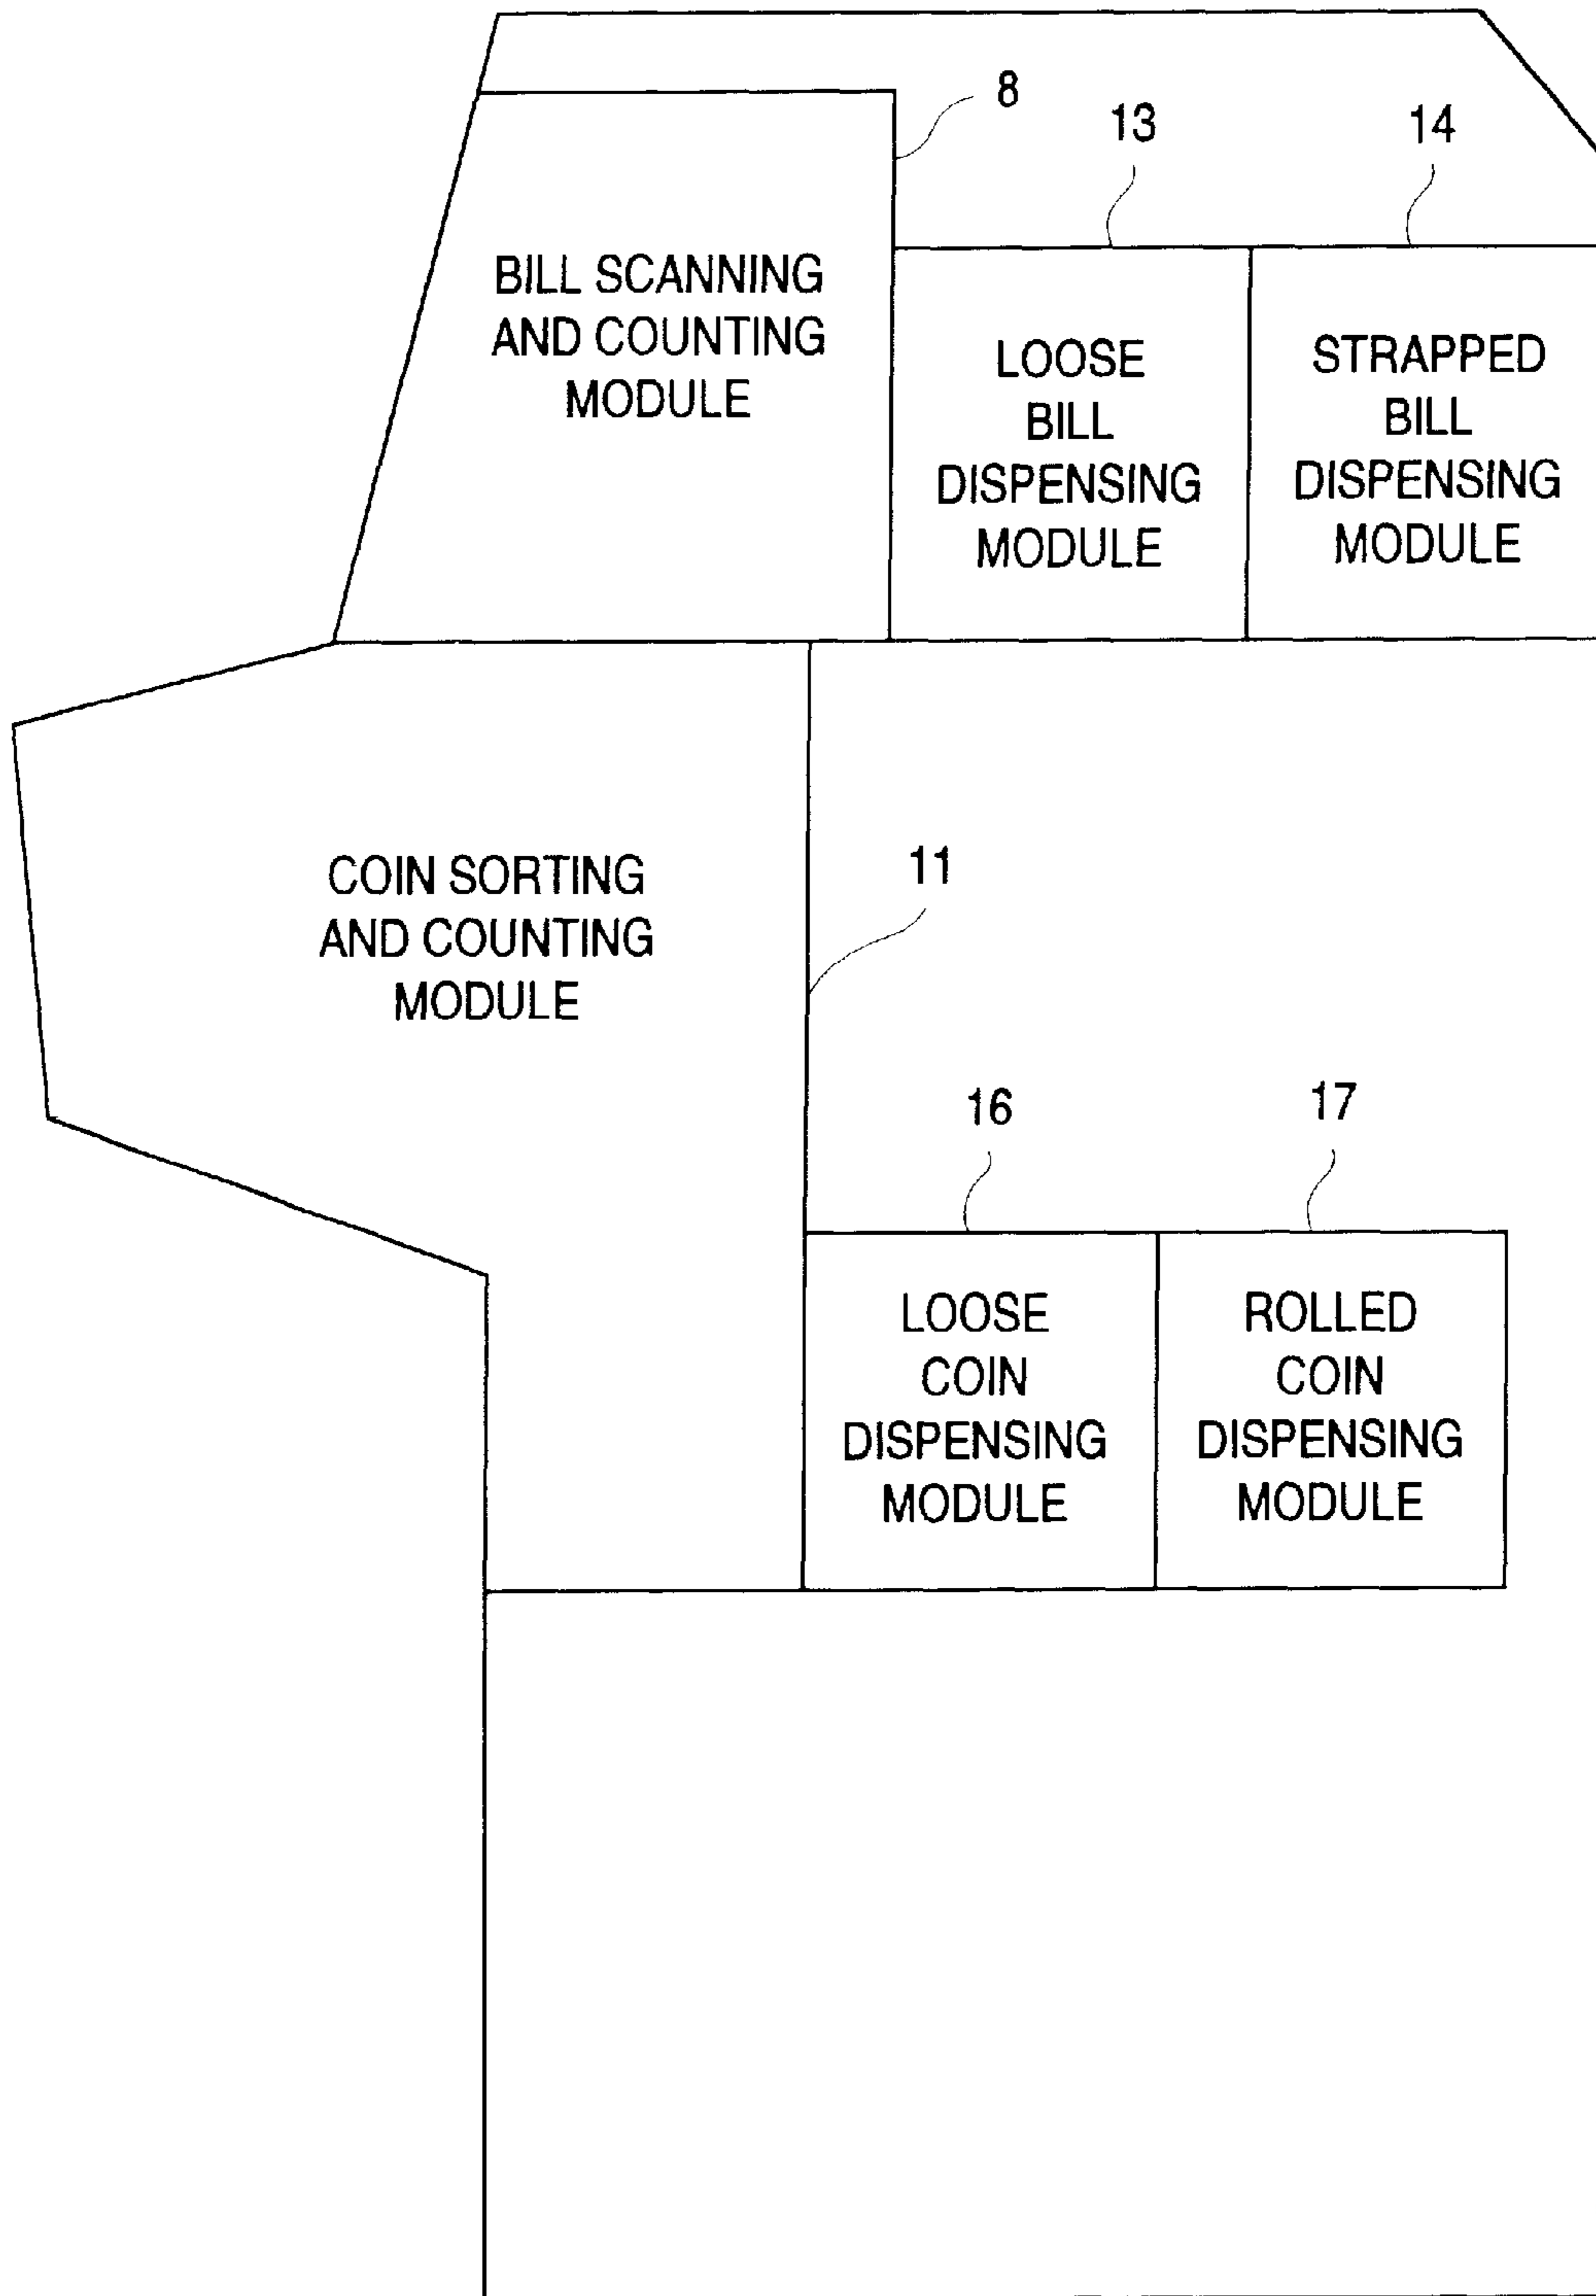 8
13
14
BILL SCANNING
AND COUNTING
MODULE
LOOSE
BILL
DISPENSING
MODULE
STRAPPED
BILL
DISPENSING
MODULE
COIN SORTING
AND COUNTING
MODULE
11
16
17
LOOSE
COIN
DISPENSING
MODULE
ROLLED
COIN
DISPENSING
MODULE